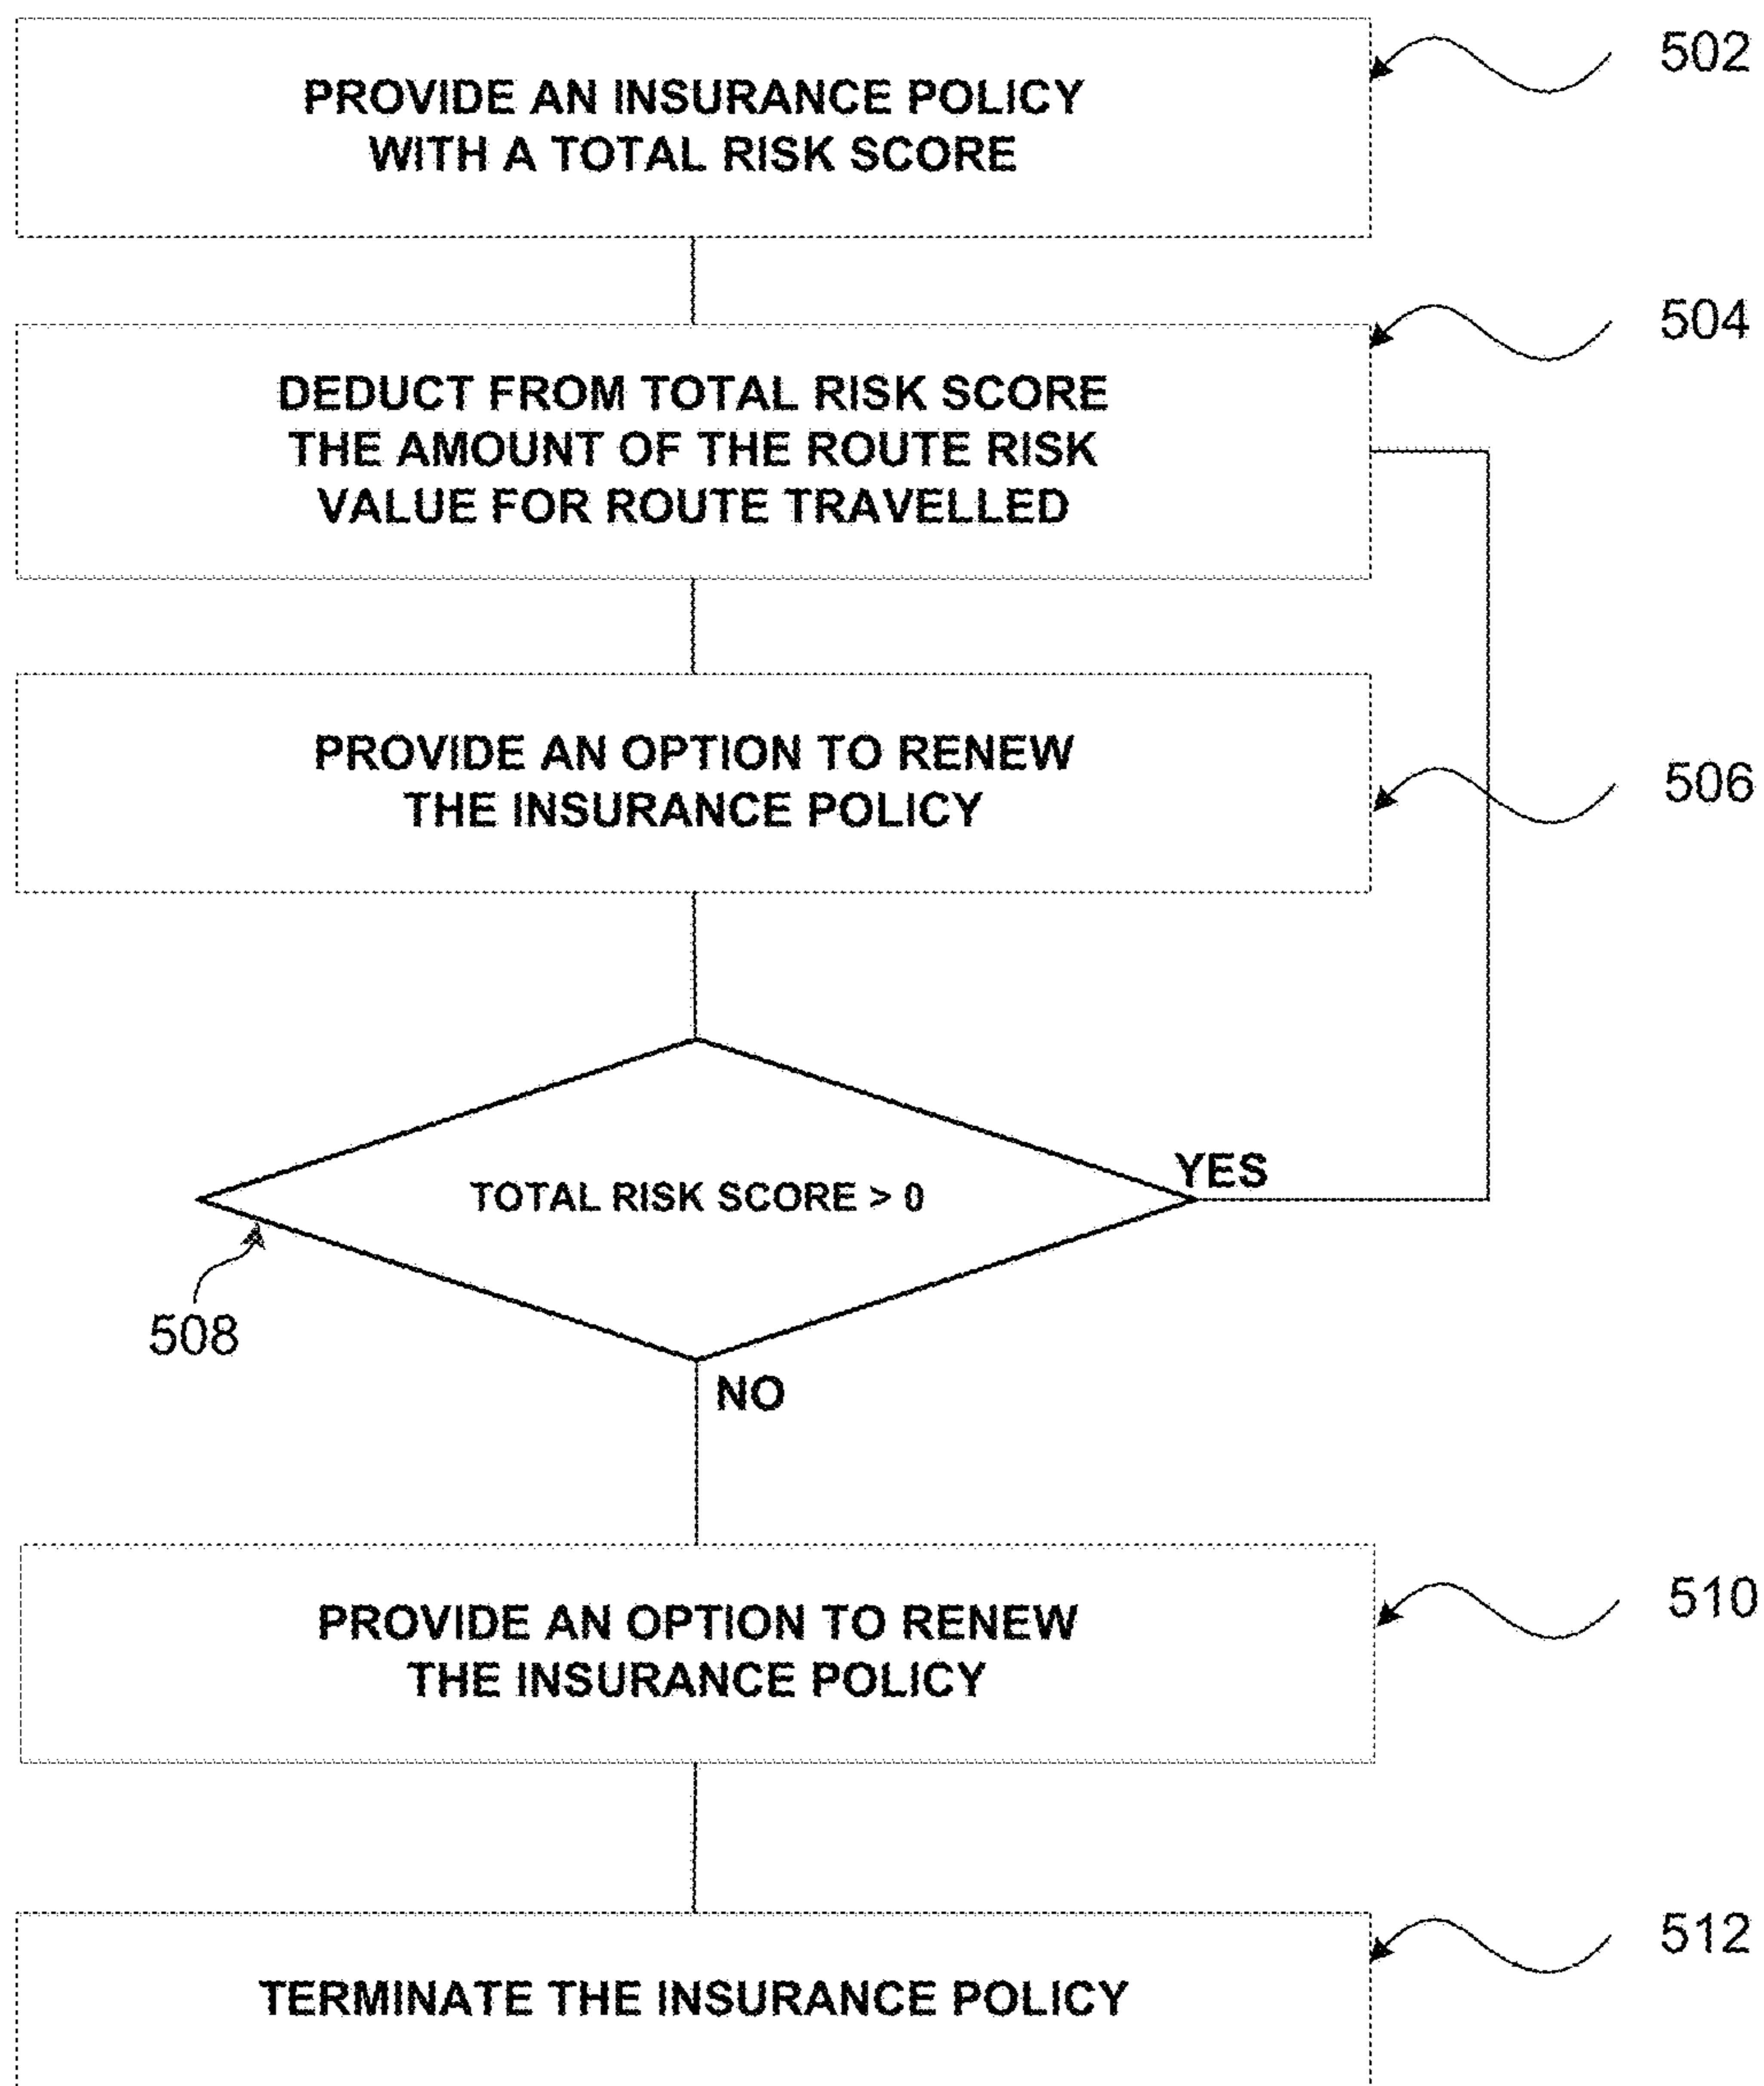 PROVIDE AN INSURANCE POLICY
WITH A TOTAL RISK SCORE
502
DEDUCT FROM TOTAL RISK SCORE
THE AMOUNT OF THE ROUTE RISK
VALUE FOR ROUTE TRAVELLED
504
PROVIDE AN OPTION TO RENEW
THE INSURANCE POLICY
506
TOTAL RISK SCORE > 0
YES
508
NO
PROVIDE AN OPTION TO RENEW
THE INSURANCE POLICY
510
TERMINATE THE INSURANCE POLICY
512